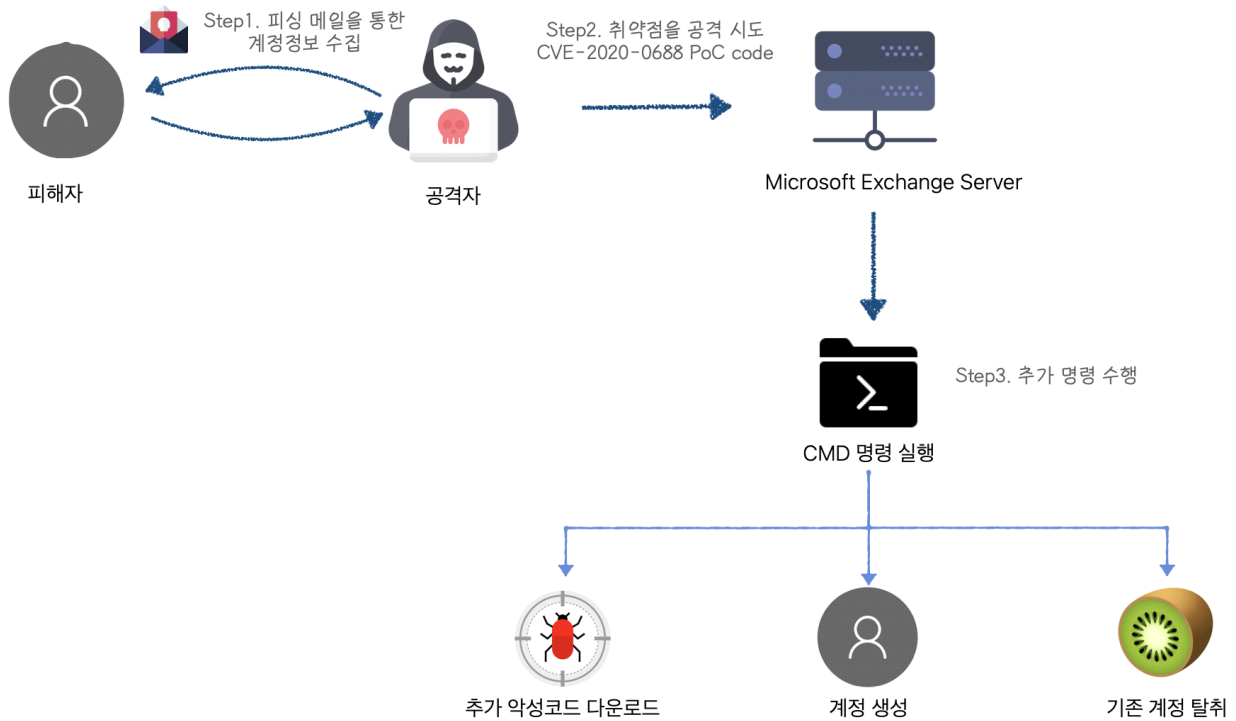 Step1. 피싱 메일을 통한
계정정보 수집
Step2. 취약점을 공격 시도
CVE-2020-0688 PoC code
피해자
공격자
Microsoft Exchange Server
Step3. 추가 명령 수행
CMD 명령 실행
추가 악성코드 다운로드
계정 생성
기존 계정 탈취